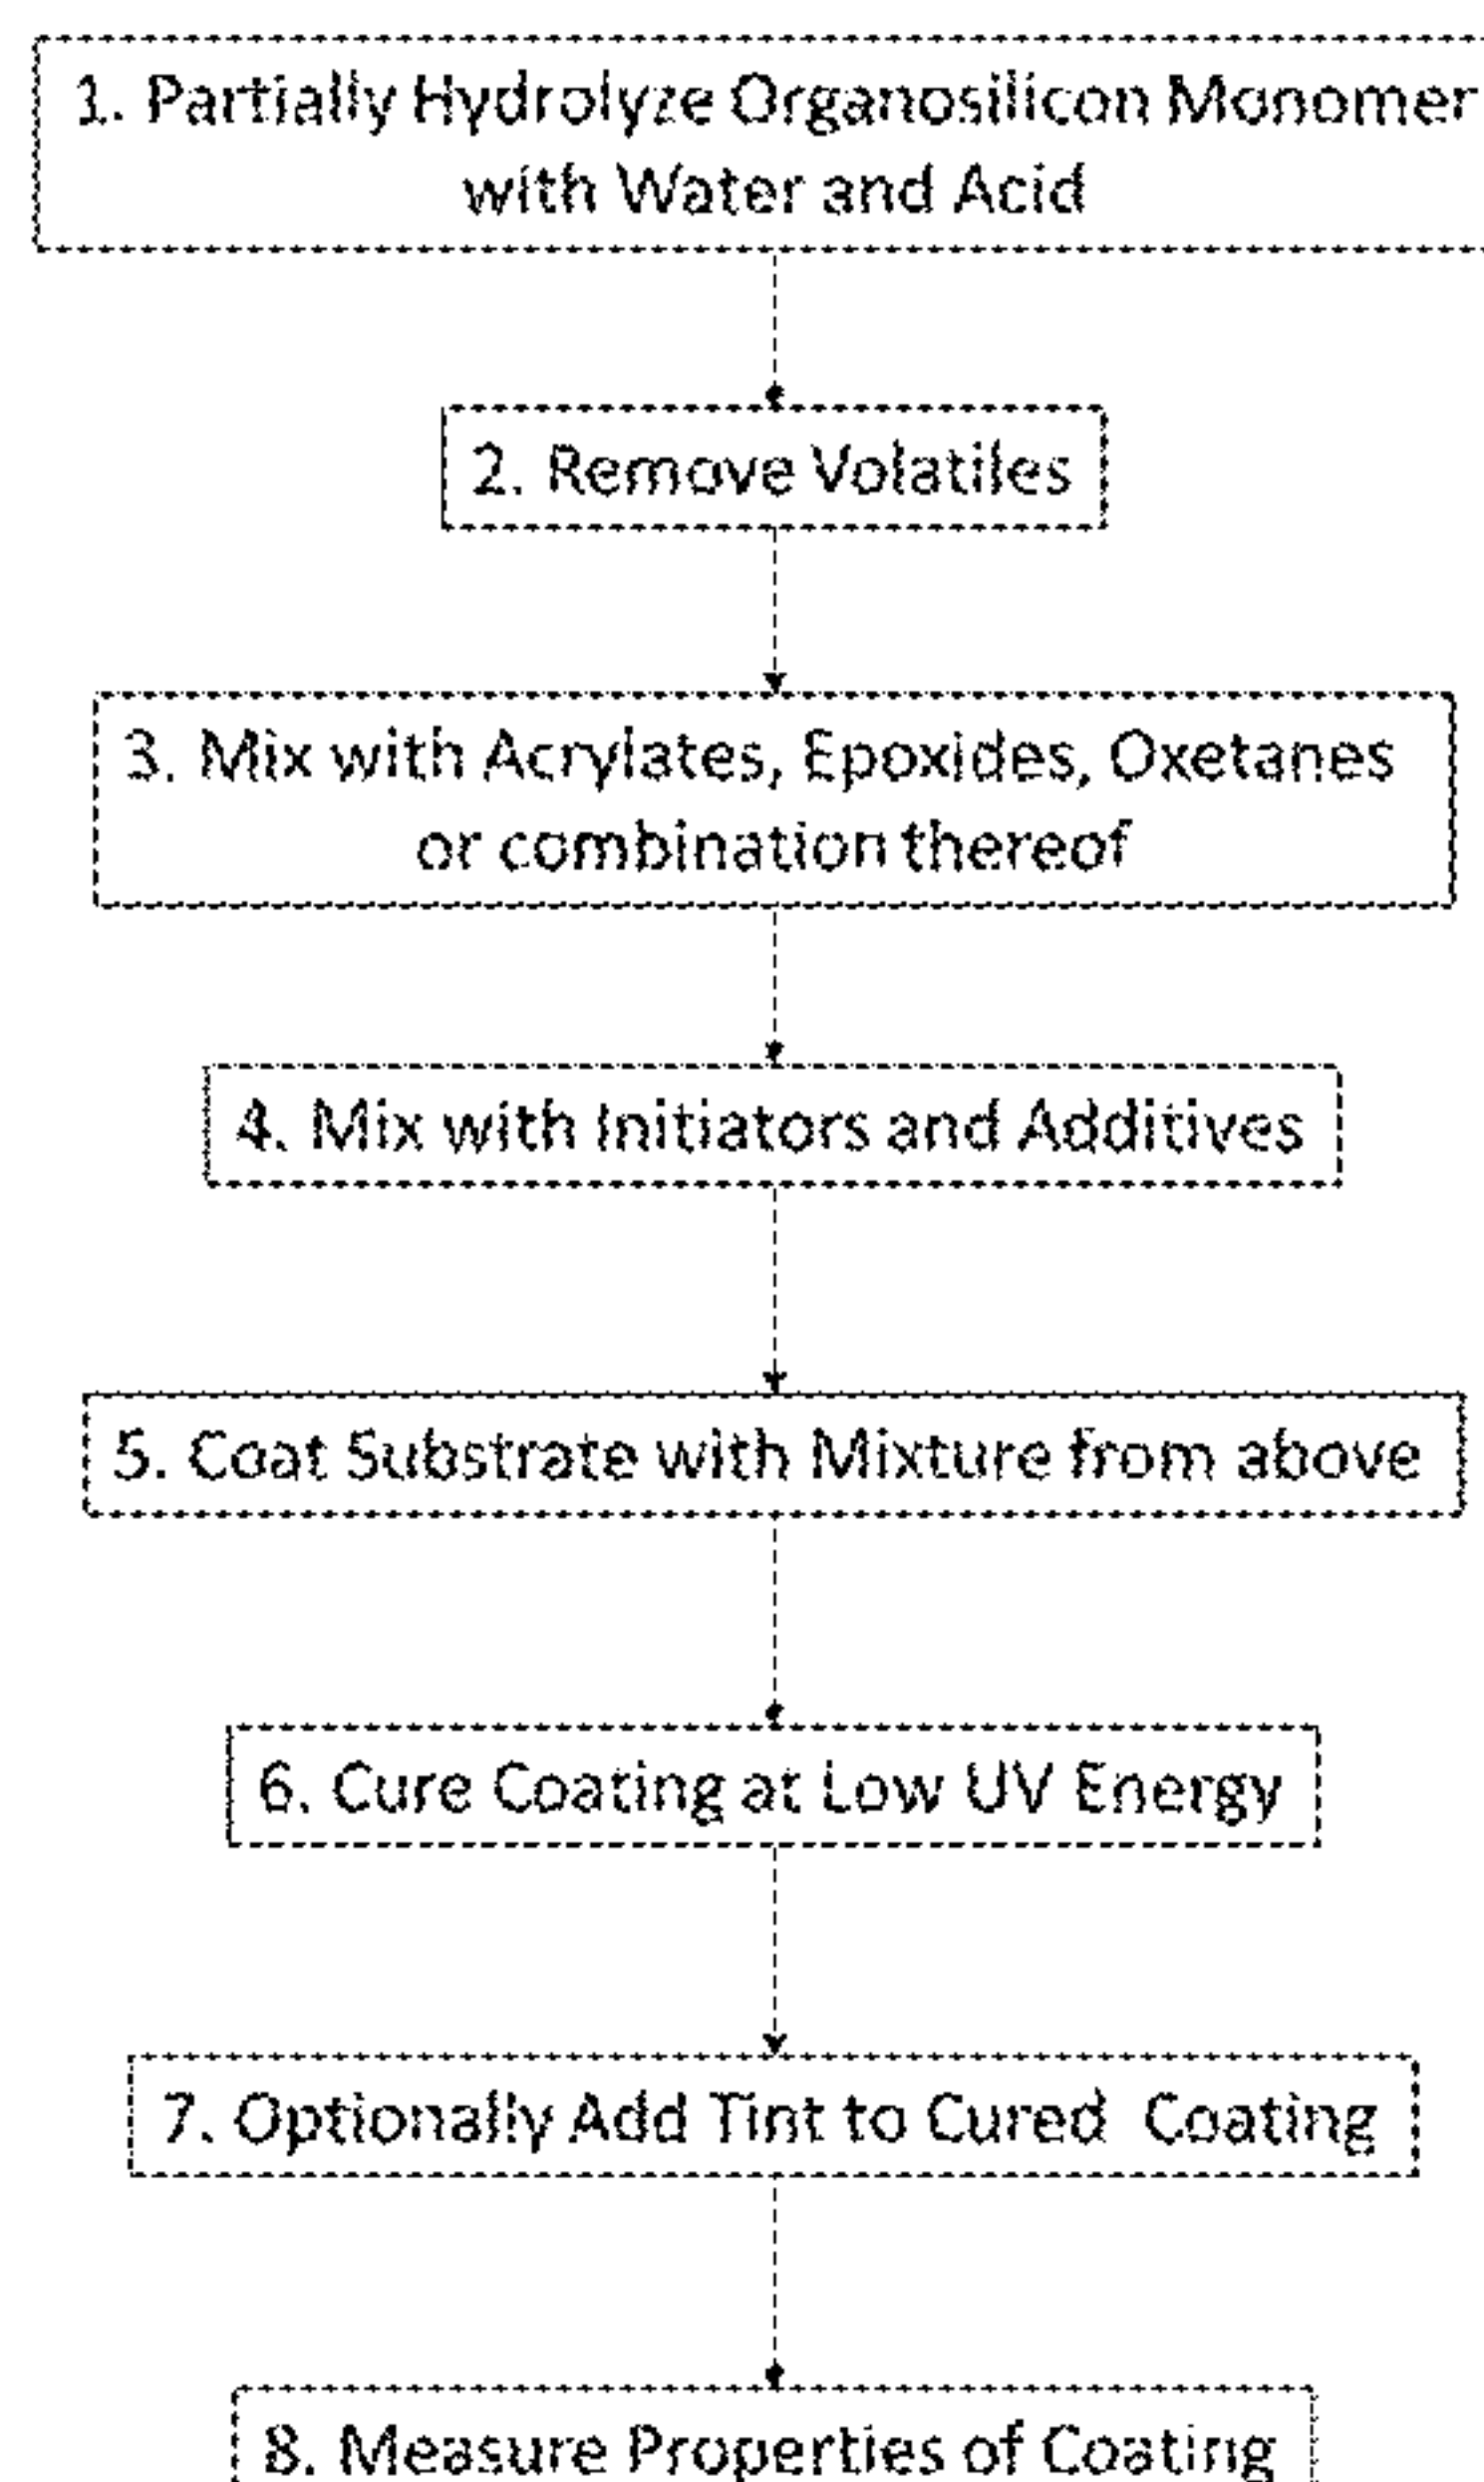 1. Partially Hydrolyze Organosilicon Monomer
with Water and Acid
2. Remove Volatiles
3. Mix with Acrylates, Epoxides, Oxetanes
or combination thereof
4. Mix with Initiators and Additives
5. Coat Substrate with Mixture from above
6. Cure Coating at Low UV Energy
7. Optionally Add Tint to Cured Coating
8. Measure Properties of Coating